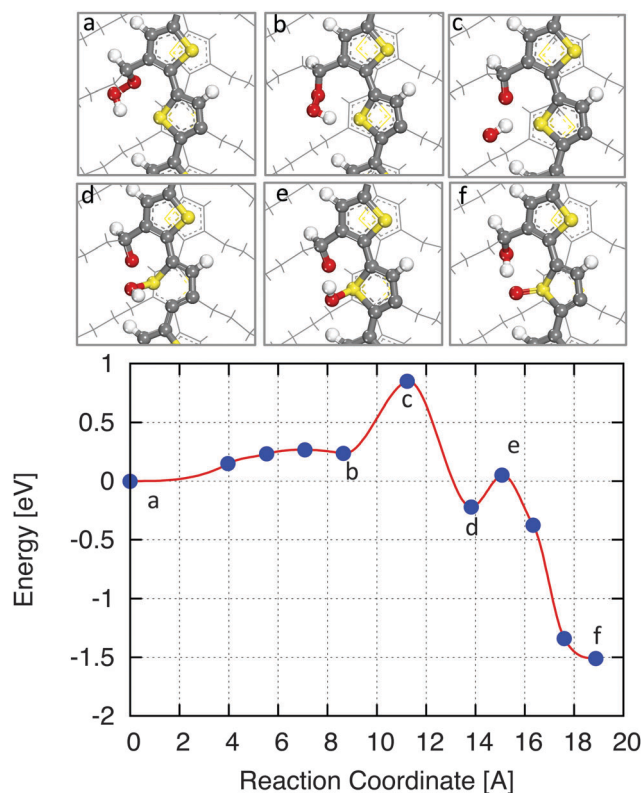 a
b
c
d
e
f
1
0.5
0
-0.5
-1
-1.5
-2
Energy [eV]
a
b
c
d
e
f
0 2 4 6 8 10 12 14 16 18 20
Reaction Coordinate [A]